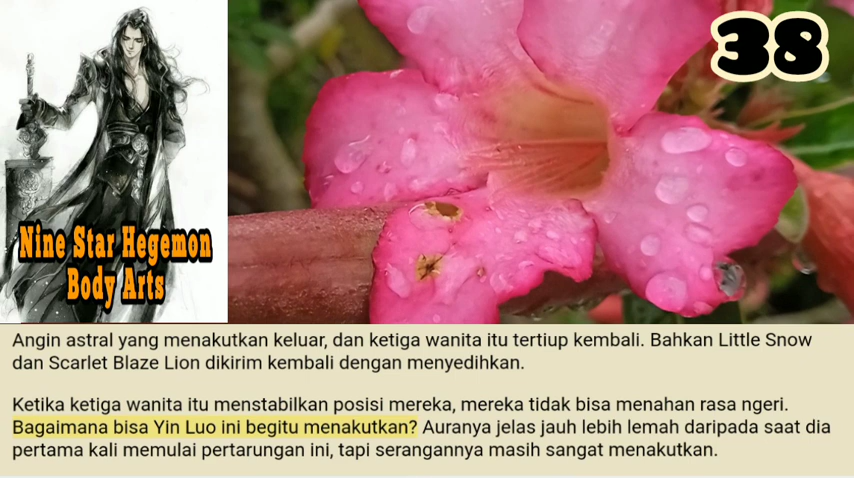 38
Nine Star Hegemon
Body Arts
Angin astral yang menakutkan keluar, dan ketiga wanita itu tertiup kembali. Bahkan Little Snow
dan Scarlet Blaze Lion dikirim kembali dengan menyedihkan.
Ketika ketiga wanita itu menstabilkan posisi mereka, mereka tidak bisa menahan rasa ngeri.
Bagaimana bisa Yin Luo ini begitu menakutkan? Auranya jelas jauh lebih lemah daripada saat dia
pertama kali memulai pertarungan ini, tapi serangannya masih sangat menakutkan.